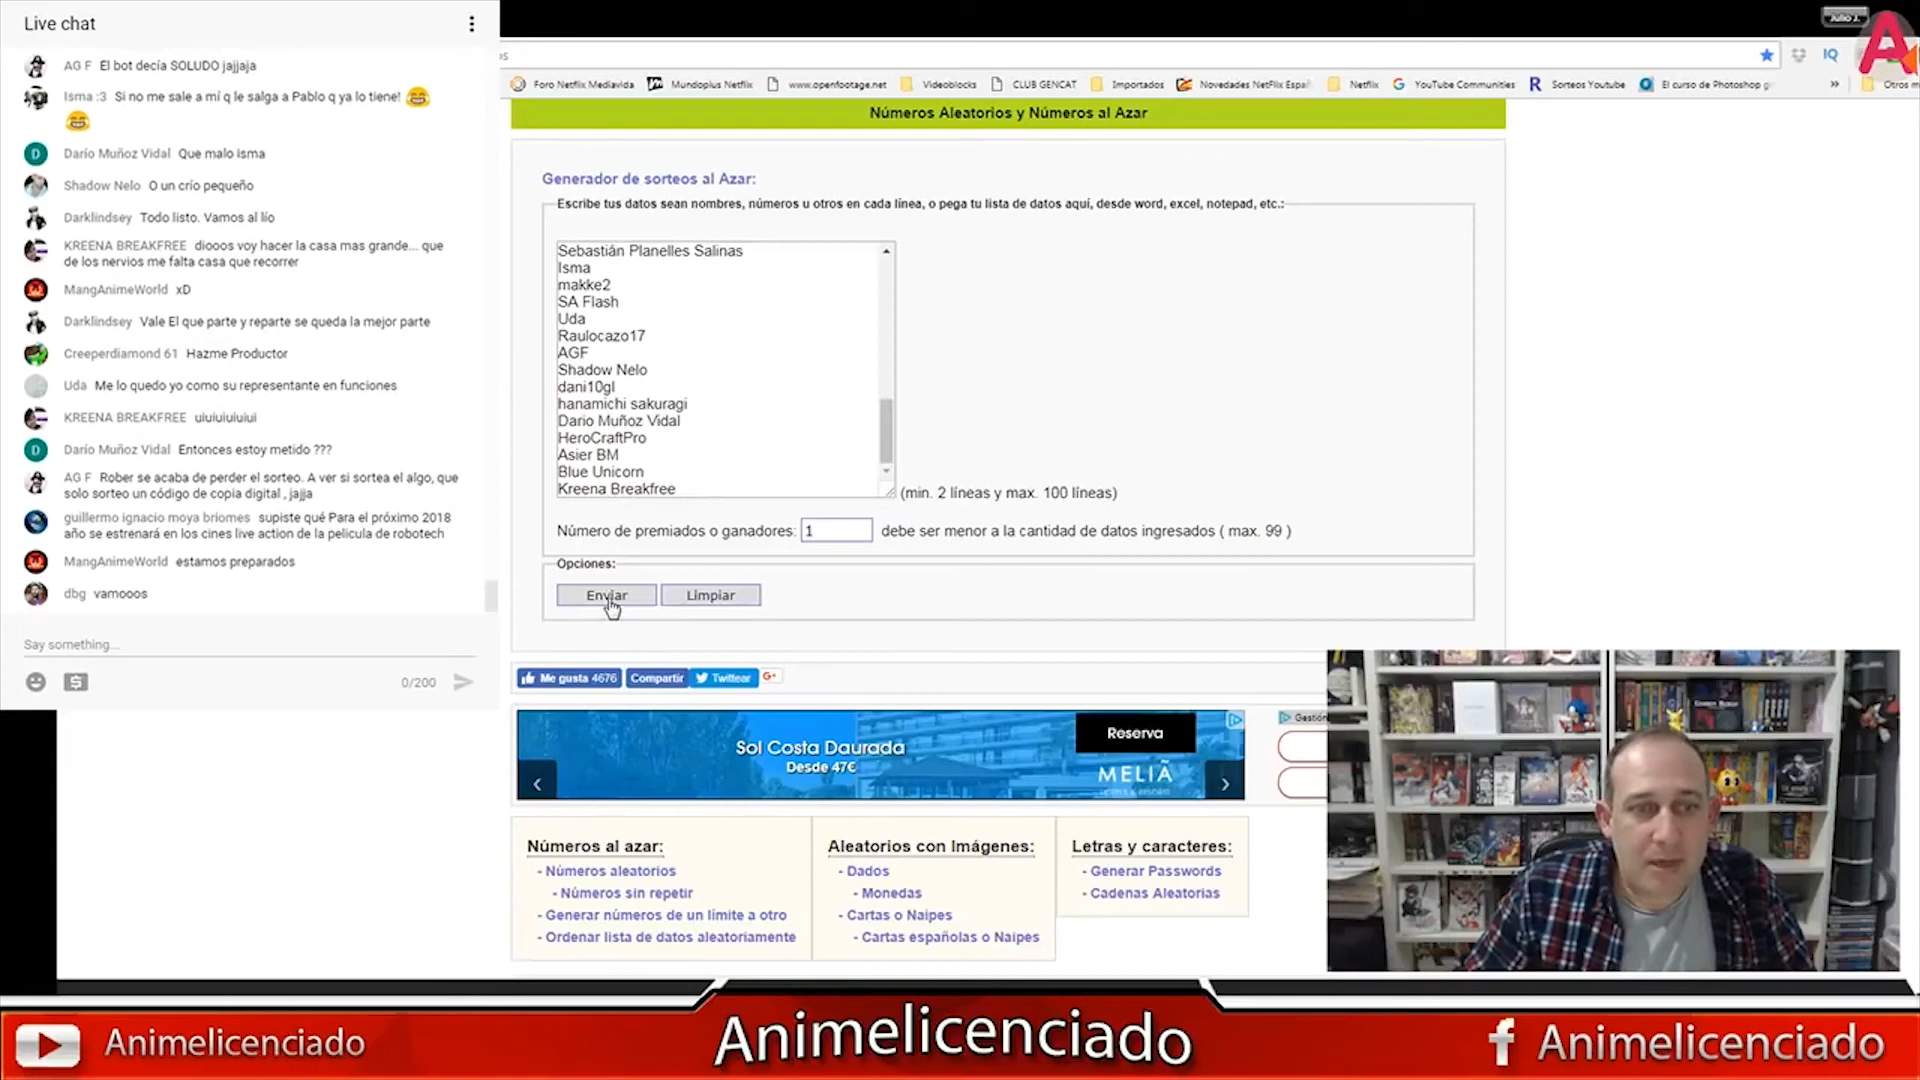 Live chat
AG F El bot decía SOLUDO jajjaja
Isma :3 Si no me sale a mí q le salga a Pablo q ya lo tiene!
Darío Muñoz Vidal Que malo isma
Shadow Nelo O un crío pequeño
Darklindsey Todo listo. Vamos al lío
KREENA BREAKFREE diooos voy hacer la casa mas grande... que
de los nervios me falta casa que recorrer
MangAnimeWorld xD
Darklindsey Vale El que parte y reparte se queda la mejor parte
Creeperdiamond 61 Hazme Productor
Uda Me lo quedo yo como su representante en funciones
KREENA BREAKFREE uiuiuiuiuiui
Darío Muñoz Vidal Entonces estoy metido ???
AG F Rober se acaba de perder el sorteo. A ver si sortea el algo, que
solo sorteo un código de copia digital , jajja
guillermo ignacio moya briomes supiste qué Para el próximo 2018
año se estrenará en los cines live action de la pelicula de robotech
MangAnimeWorld estamos preparados
dbg vamooos
Say something...
0/200
Julio J.
Foro Netflix Mediavida
Mundoplus Netflix
www.openfootage.net
Videoblocks
CLUB GENCAT
Importados
Novedades NetFlix Espa
Netflix
YouTube Communities
R Sorteos Youtube
El curso de Photoshop
»
Otros m
IQ
Números Aleatorios y Números al Azar
Generador de sorteos al Azar:
Escribe tus datos sean nombres, números u otros en cada línea, o pega tu lista de datos aquí, desde word, excel, notepad, etc.:
Sebastián Planelles Salinas
Isma
makke2
SA Flash
Uda
Raulocazo17
AGF
Shadow Nelo
dani10gl
hanamichi sakuragi
Dario Muñoz Vidal
HeroCraftPro
Asier BM
Blue Unicorn
Kreena Breakfree
(min. 2 líneas y max. 100 líneas)
Número de premiados o ganadores: 1 debe ser menor a la cantidad de datos ingresados ( max. 99 )
Opciones:
Enviar Limpiar
Me gusta 4676 Compartir Twittear G+
Sol Costa Daurada
Desde 47€
Reserva
MELIÃ
Gestión
Números al azar:
- Números aleatorios
- Números sin repetir
- Generar números de un límite a otro
- Ordenar lista de datos aleatoriamente
Aleatorios con Imágenes:
- Dados
- Monedas
- Cartas o Naipes
- Cartas españolas o Naipes
Letras y caracteres:
- Generar Passwords
- Cadenas Aleatorias
Animelicenciado
Animelicenciado
f Animelicenciado